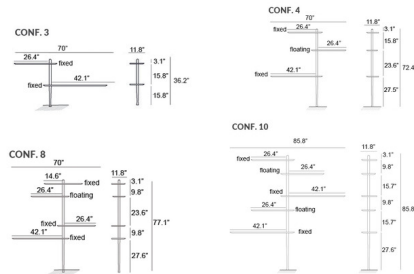 CONF. 3
70"
11.8"
26.4"
fixed
42.1"
fixed
3.1"
15.8"
15.8"
36.2"
CONF. 4
70"
11.8"
26.4"
fixed
26.4"
floating
42.1"
fixed
3.1"
15.8"
23.6"
27.5"
72.4"
CONF. 8
70"
11.8"
14.6"
fixed
26.4"
floating
26.4"
fixed
42.1"
fixed
3.1"
9.8"
23.6"
9.8"
27.6"
77.1"
CONF. 10
85.8"
11.8"
26.4"
fixed
26.4"
floating
42.1"
fixed
26.4"
floating
42.1"
fixed
3.1"
9.8"
15.7"
9.8"
15.7"
27.6"
85.8"